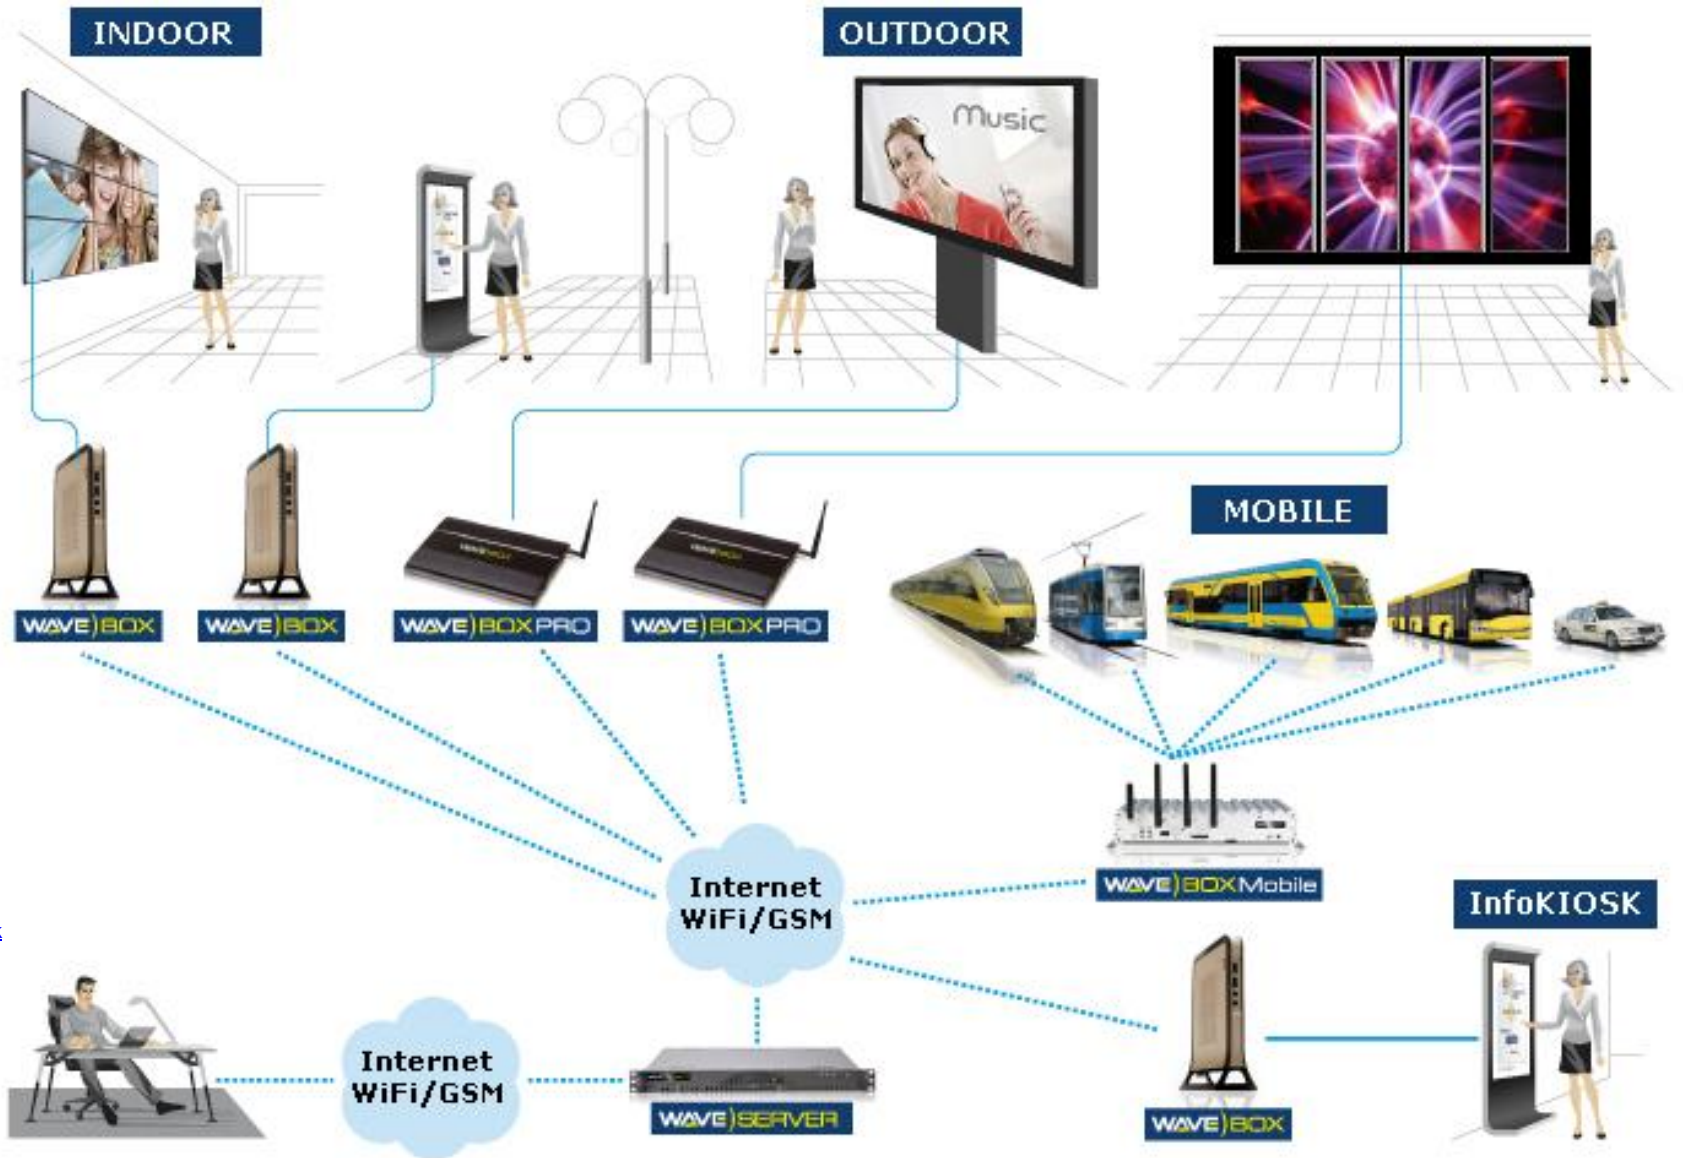 INDOOR
OUTDOOR
Music
MOBILE
WAVE)BOX
WAVE)BOX
WAVE)BOXPRO
WAVE)BOXPRO
Internet
WiFi/GSM
WAVE)BOXMobile
InfoKIOSK
Internet
WiFi/GSM
WAVE)SERVER
WAVE)BOX